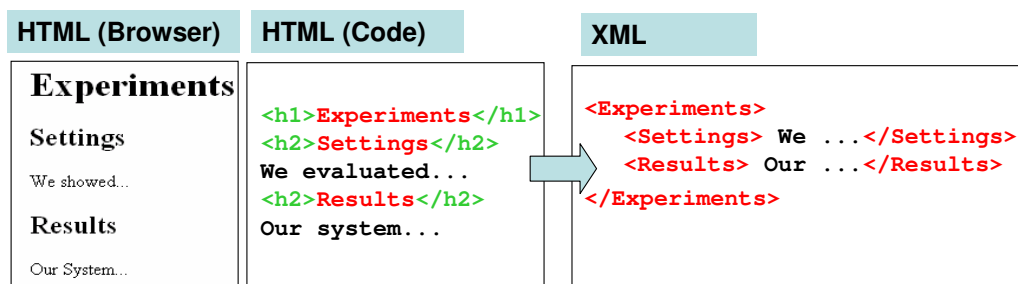 HTML (Browser)
Experiments
Settings
We showed...
Results
Our System...
HTML (Code)
<h1>Experiments</h1>
<h2>Settings</h2>
We evaluated...
<h2>Results</h2>
Our system...
XML
<Experiments>
<Settings> We ...</Settings>
<Results> Our ...</Results>
</Experiments>